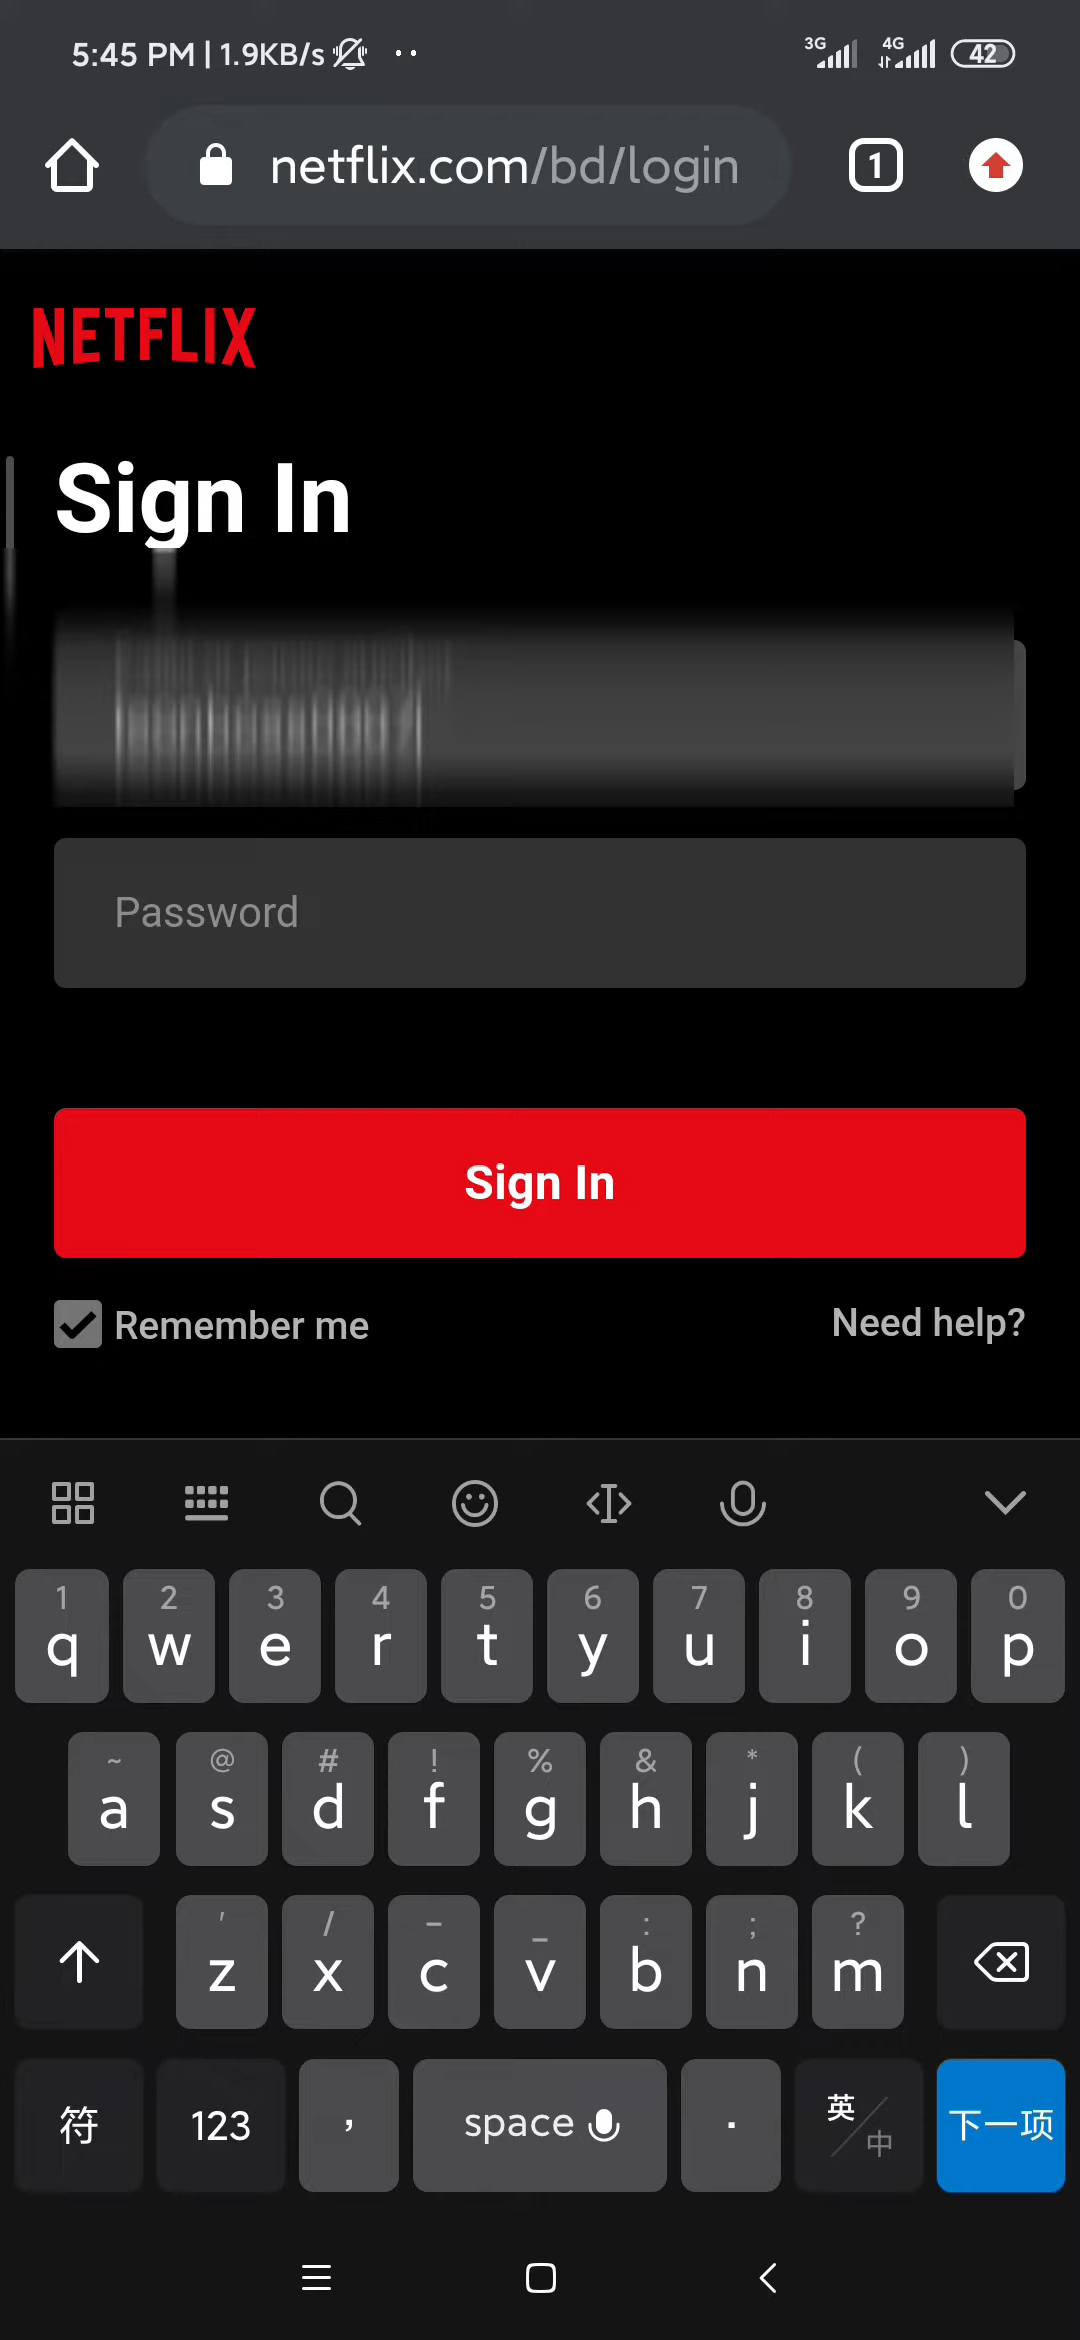 5:45 PM | 1.9KB/s 3G 4G 42
netflix.com/bd/login 1
NETFLIX
Sign In
Password
Sign In
Remember me Need help?
1 2 3 4 5 6 7 8 9 0
q w e r t y u i o p
~ @ # ! % & * ( )
a s d f g h j k l
' / – _ : ; ?
z x c v b n m
符 123 , space . 英/中 下一项